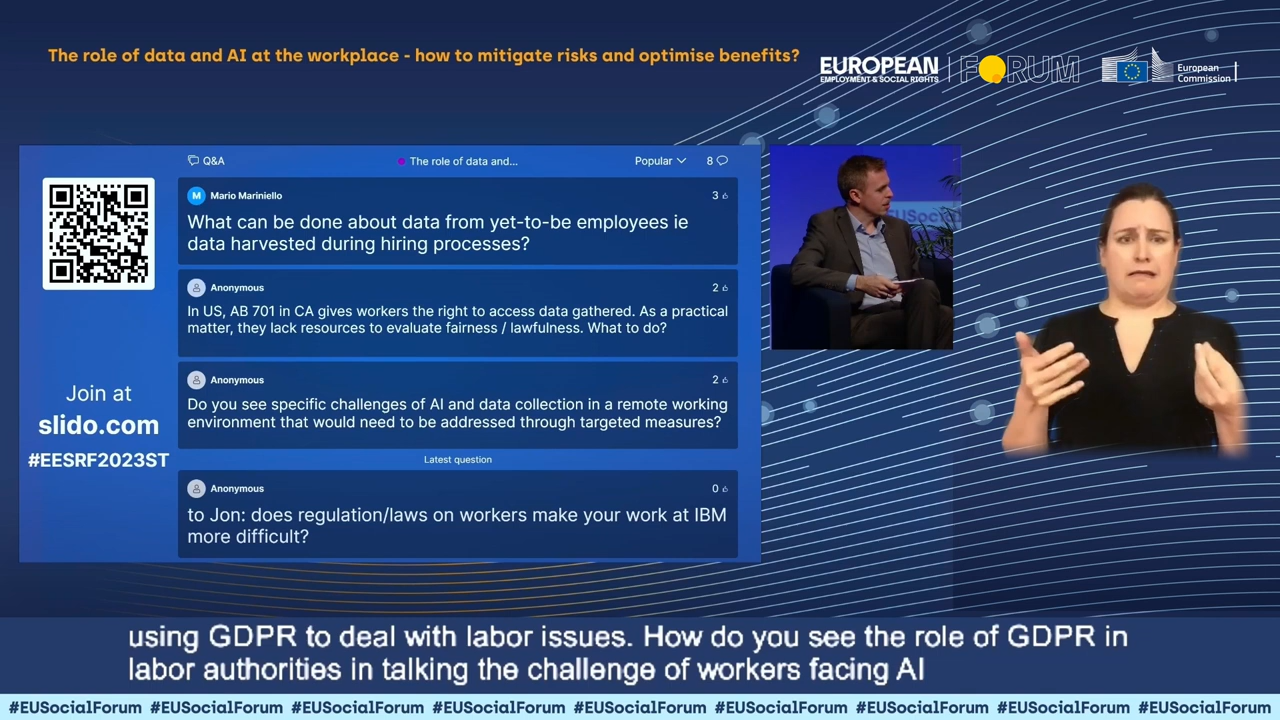 The role of data and AI at the workplace - how to mitigate risks and optimise benefits?
EUROPEAN
EMPLOYMENT & SOCIAL RIGHTS
FORUM
European
Commission
Q&A
The role of data and...
Popular
8
M
Mario Mariniello
3
What can be done about data from yet-to-be employees ie
data harvested during hiring processes?
Anonymous
2
In US, AB 701 in CA gives workers the right to access data gathered. As a practical
matter, they lack resources to evaluate fairness / lawfulness. What to do?
Anonymous
2
Do you see specific challenges of AI and data collection in a remote working
environment that would need to be addressed through targeted measures?
Latest question
Anonymous
0
to Jon: does regulation/laws on workers make your work at IBM
more difficult?
Join at
slido.com
#EESRF2023ST
EUSocial
using GDPR to deal with labor issues. How do you see the role of GDPR in
labor authorities in talking the challenge of workers facing AI
#EUSocialForum #EUSocialForum #EUSocialForum #EUSocialForum #EUSocialForum #EUSocialForum #EUSocialForum #EUSocialForum #EUSocialForum